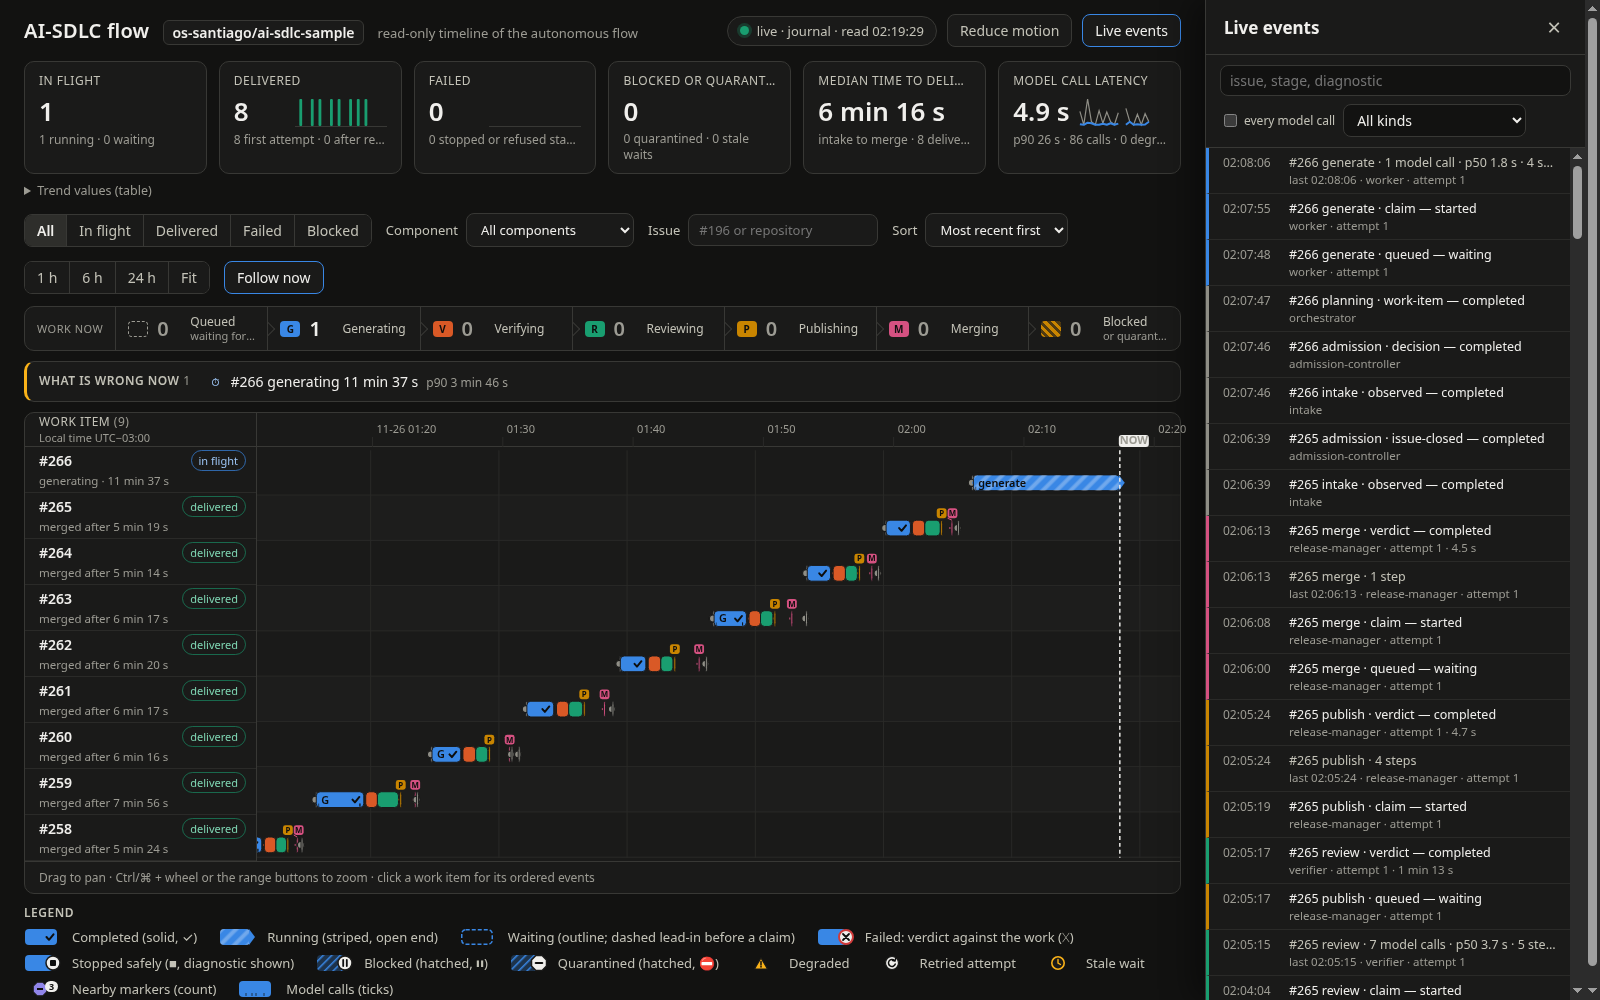 AI-SDLC flow
os-santiago/ai-sdlc-sample
read-only timeline of the autonomous flow
live · journal · read 02:19:29
Reduce motion
Live events
IN FLIGHT
1
1 running · 0 waiting
DELIVERED
8
8 first attempt · 0 after re...
FAILED
0
0 stopped or refused sta...
BLOCKED OR QUARANT...
0
0 quarantined · 0 stale
waits
MEDIAN TIME TO DELI...
6 min 16 s
intake to merge · 8 delive...
MODEL CALL LATENCY
4.9 s
p90 26 s · 86 calls · 0 degr...
▶ Trend values (table)
All
In flight
Delivered
Failed
Blocked
Component
All components
Issue
#196 or repository
Sort
Most recent first
1 h
6 h
24 h
Fit
Follow now
WORK NOW
0
Queued
waiting for...
G
1
Generating
V
0
Verifying
R
0
Reviewing
P
0
Publishing
M
0
Merging
0
Blocked
or quarant...
WHAT IS WRONG NOW 1
#266 generating 11 min 37 s
p90 3 min 46 s
WORK ITEM (9)
Local time UTC−03:00
11-26 01:20
01:30
01:40
01:50
02:00
02:10
02:20
NOW
#266
in flight
generating · 11 min 37 s
generate
#265
delivered
merged after 5 min 19 s
P
M
#264
delivered
merged after 5 min 14 s
P
M
#263
delivered
merged after 6 min 17 s
G
P
M
#262
delivered
merged after 6 min 20 s
P
M
#261
delivered
merged after 6 min 17 s
P
M
#260
delivered
merged after 6 min 16 s
G
P
M
#259
delivered
merged after 7 min 56 s
G
P
M
#258
delivered
merged after 5 min 24 s
P
M
Drag to pan · Ctrl/⌘ + wheel or the range buttons to zoom · click a work item for its ordered events
LEGEND
Completed (solid, ✓)
Running (striped, open end)
Waiting (outline; dashed lead-in before a claim)
Failed: verdict against the work (X)
Stopped safely (■, diagnostic shown)
Blocked (hatched, ⏸)
Quarantined (hatched, ⛔)
Degraded
Retried attempt
Stale wait
3
Nearby markers (count)
Model calls (ticks)
Live events
✕
issue, stage, diagnostic
every model call
All kinds
02:08:06
#266 generate · 1 model call · p50 1.8 s · 4 s...
last 02:08:06 · worker · attempt 1
02:07:55
#266 generate · claim — started
worker · attempt 1
02:07:48
#266 generate · queued — waiting
worker · attempt 1
02:07:47
#266 planning · work-item — completed
orchestrator
02:07:46
#266 admission · decision — completed
admission-controller
02:07:46
#266 intake · observed — completed
intake
02:06:39
#265 admission · issue-closed — completed
admission-controller
02:06:39
#265 intake · observed — completed
intake
02:06:13
#265 merge · verdict — completed
release-manager · attempt 1 · 4.5 s
02:06:13
#265 merge · 1 step
last 02:06:13 · release-manager · attempt 1
02:06:08
#265 merge · claim — started
release-manager · attempt 1
02:06:00
#265 merge · queued — waiting
release-manager · attempt 1
02:05:24
#265 publish · verdict — completed
release-manager · attempt 1 · 4.7 s
02:05:24
#265 publish · 4 steps
last 02:05:24 · release-manager · attempt 1
02:05:19
#265 publish · claim — started
release-manager · attempt 1
02:05:17
#265 review · verdict — completed
verifier · attempt 1 · 1 min 13 s
02:05:17
#265 publish · queued — waiting
release-manager · attempt 1
02:05:15
#265 review · 7 model calls · p50 3.7 s · 5 ste...
last 02:05:15 · verifier · attempt 1
02:04:04
#265 review · claim — started